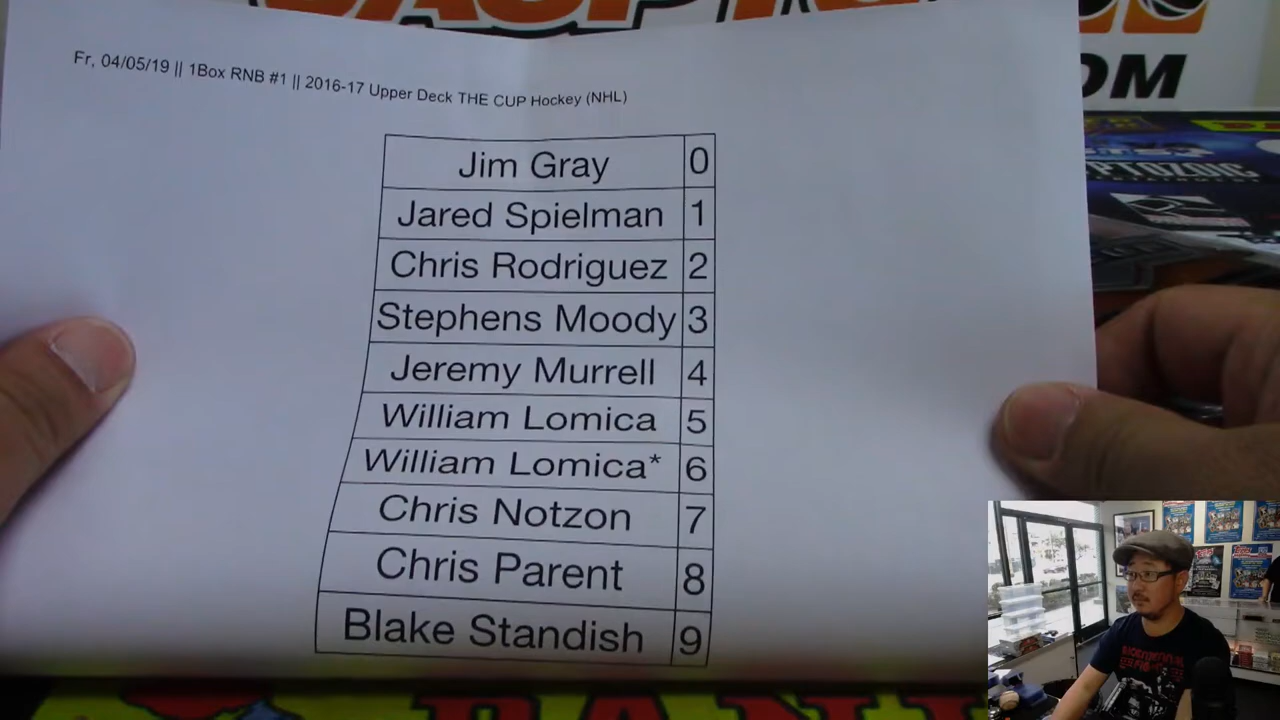 .COM
Fr, 04/05/19 || 1Box RNB #1 || 2016-17 Upper Deck THE CUP Hockey (NHL)
Jim Gray 0
Jared Spielman 1
Chris Rodriguez 2
Stephens Moody 3
Jeremy Murrell 4
William Lomica 5
William Lomica* 6
Chris Notzon 7
Chris Parent 8
Blake Standish 9